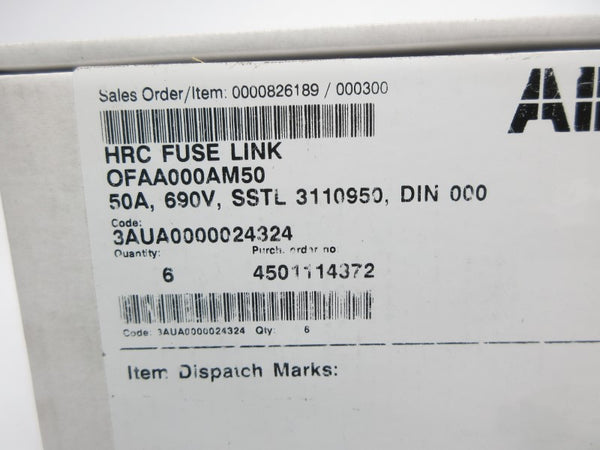 Sales Order/Item: 0000826189 / 000300
HRC FUSE LINK
OFAA000AM50
50A, 690V, SSTL 3110950, DIN 000
Code:
3AUA0000024324
Quantity: Purch. order no:
6 4501114372
Code: 3AUA0000024324 Qty: 6
Item Dispatch Marks: